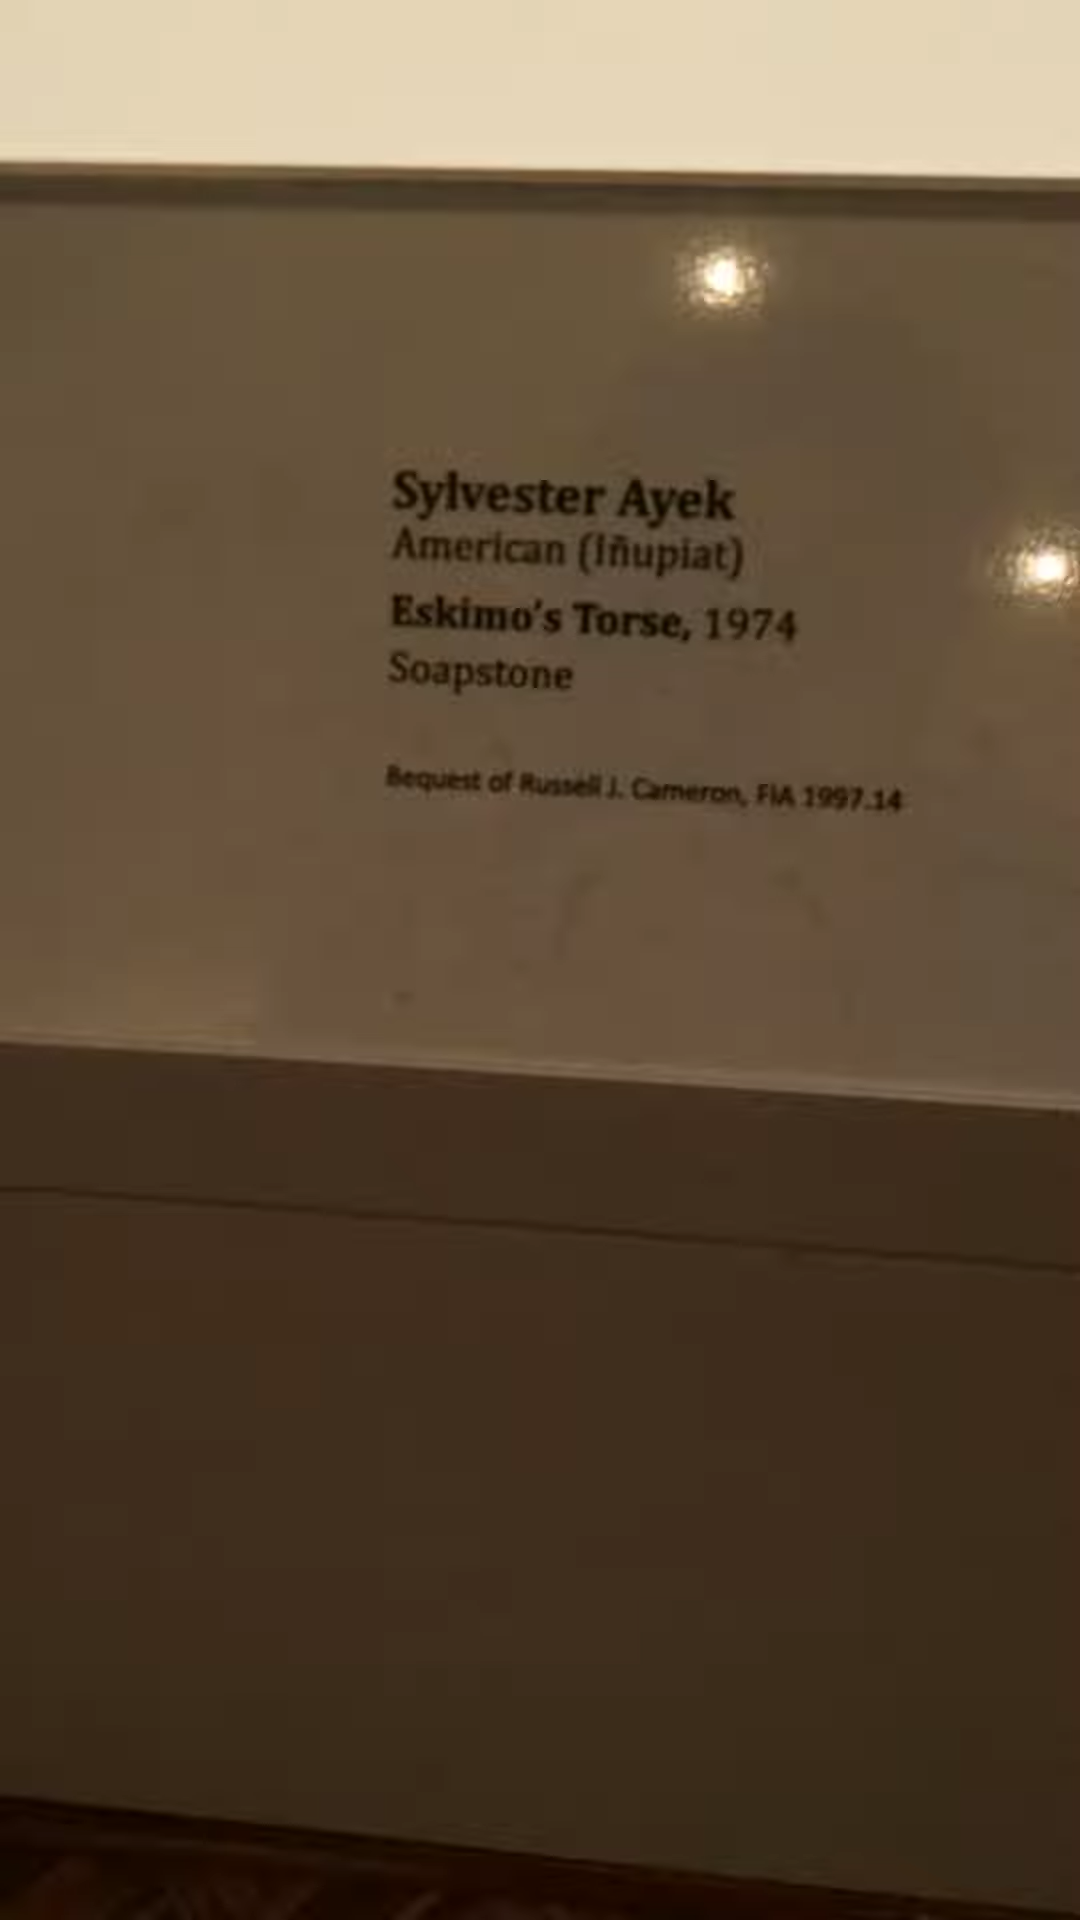 Sylvester Ayek
American (Iñupiat)
Eskimo's Torse, 1974
Soapstone
Bequest of Russell J. Cameron, FIA 1997.14